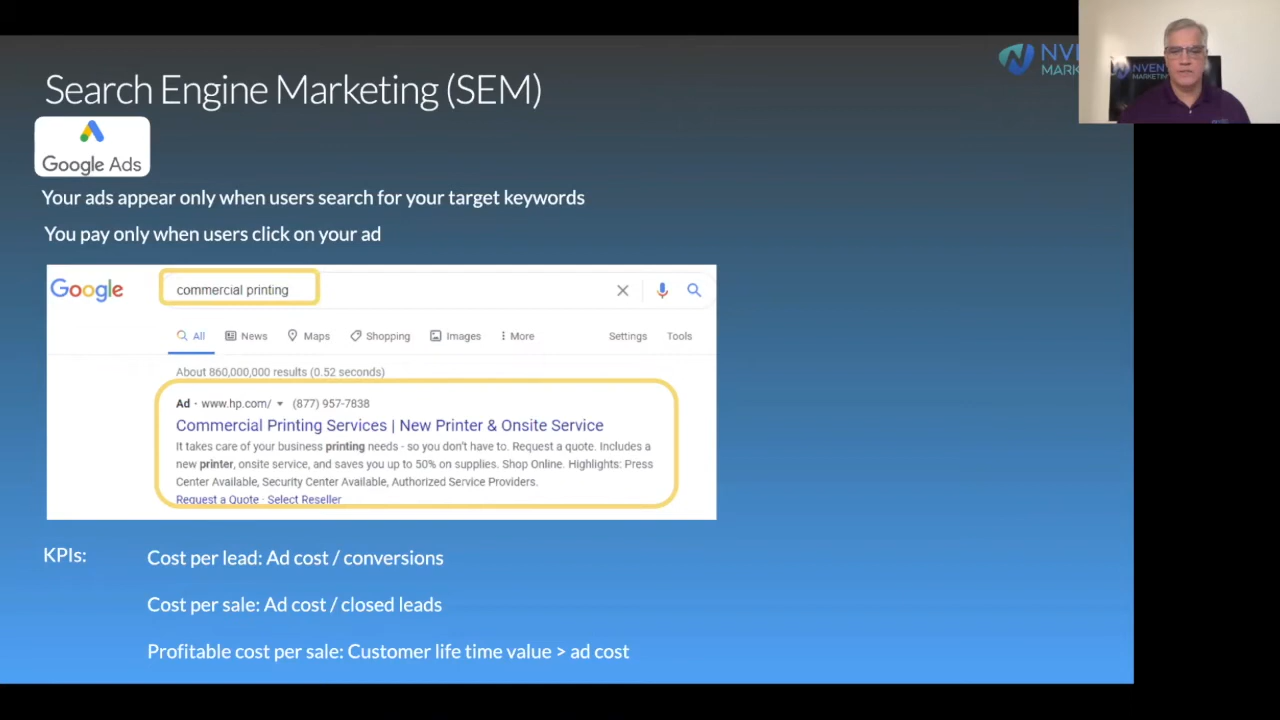 Search Engine Marketing (SEM)
Google Ads
Your ads appear only when users search for your target keywords
You pay only when users click on your ad
Google
commercial printing
All News Maps Shopping Images More Settings Tools
About 860,000,000 results (0.52 seconds)
Ad · www.hp.com/ (877) 957-7838
Commercial Printing Services | New Printer & Onsite Service
It takes care of your business printing needs - so you don't have to. Request a quote. Includes a
new printer, onsite service, and saves you up to 50% on supplies. Shop Online. Highlights: Press
Center Available, Security Center Available, Authorized Service Providers.
Request a Quote · Select Reseller
KPIs:
Cost per lead: Ad cost / conversions
Cost per sale: Ad cost / closed leads
Profitable cost per sale: Customer life time value > ad cost